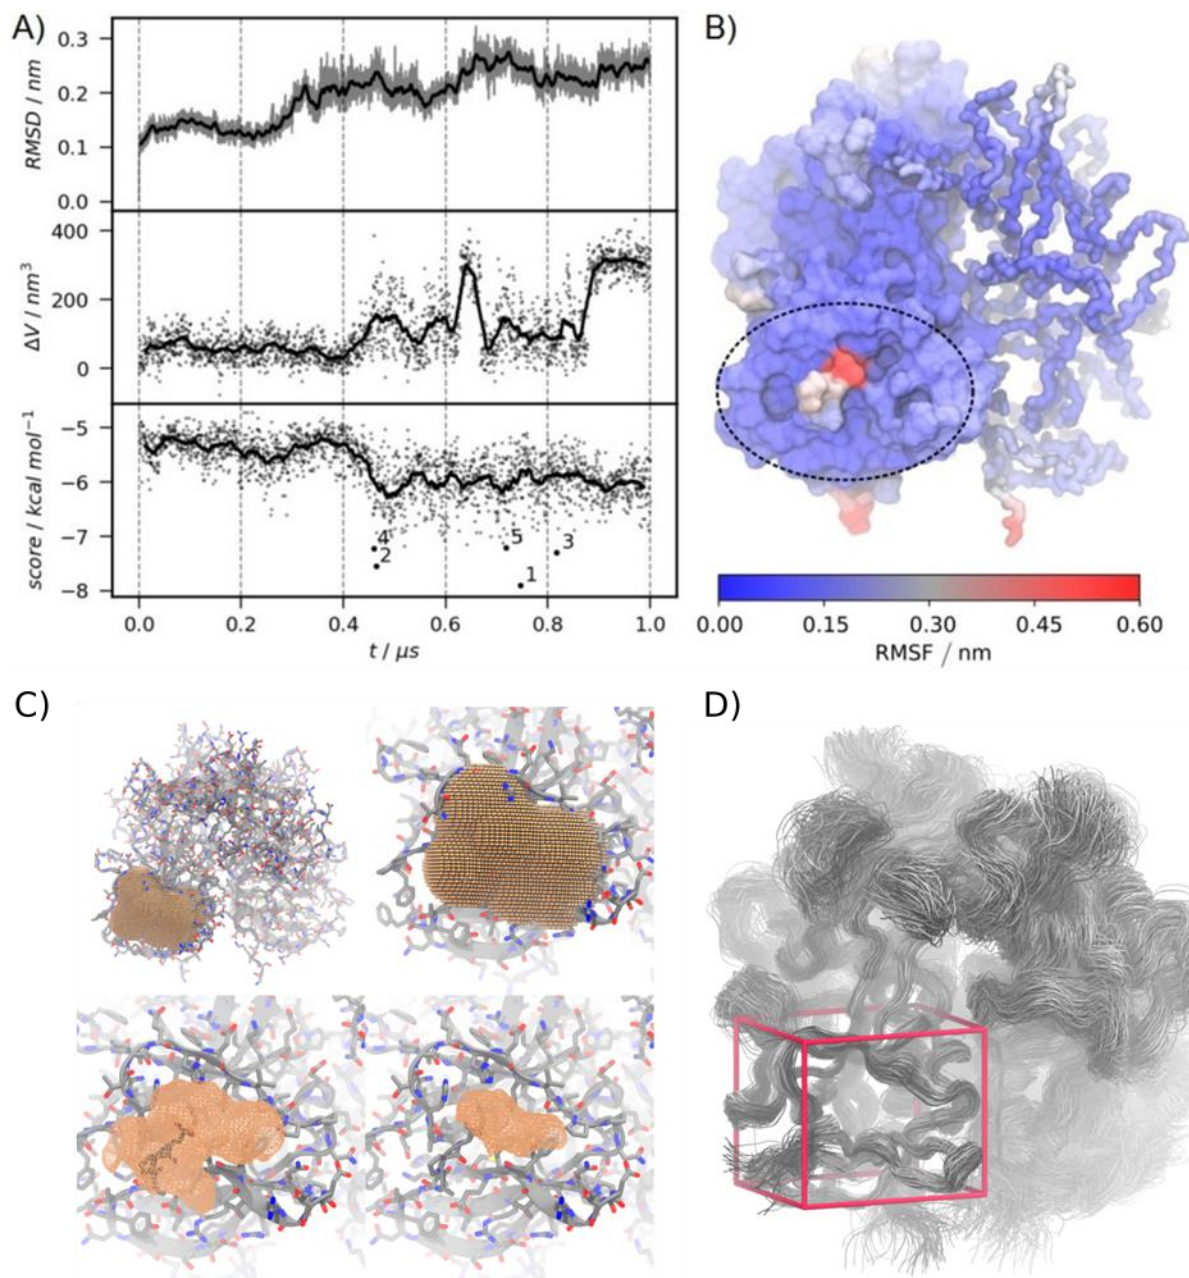 A)
RMSD / nm
0.3
0.2
0.1
0.0
ΔV / nm³
400
200
0
score / kcal mol⁻¹
−5
−6
−7
−8
4
2
5
3
1
0.0 0.2 0.4 0.6 0.8 1.0
t / μs
B)
0.00 0.15 0.30 0.45 0.60
RMSF / nm
C)
D)